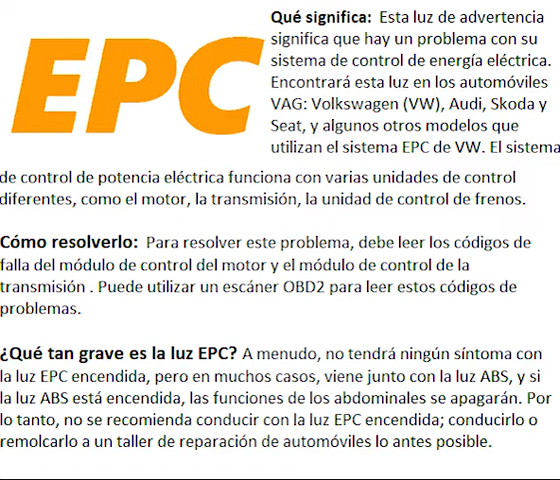 EPC
Qué significa: Esta luz de advertencia
significa que hay un problema con su
sistema de control de energía eléctrica.
Encontrará esta luz en los automóviles
VAG: Volkswagen (VW), Audi, Skoda y
Seat, y algunos otros modelos que
utilizan el sistema EPC de VW. El sistema
de control de potencia eléctrica funciona con varias unidades de control
diferentes, como el motor, la transmisión, la unidad de control de frenos.
Cómo resolverlo: Para resolver este problema, debe leer los códigos de
falla del módulo de control del motor y el módulo de control de la
transmisión . Puede utilizar un escáner OBD2 para leer estos códigos de
problemas.
¿Qué tan grave es la luz EPC? A menudo, no tendrá ningún síntoma con
la luz EPC encendida, pero en muchos casos, viene junto con la luz ABS, y si
la luz ABS está encendida, las funciones de los abdominales se apagarán. Por
lo tanto, no se recomienda conducir con la luz EPC encendida; conducirlo o
remolcarlo a un taller de reparación de automóviles lo antes posible.